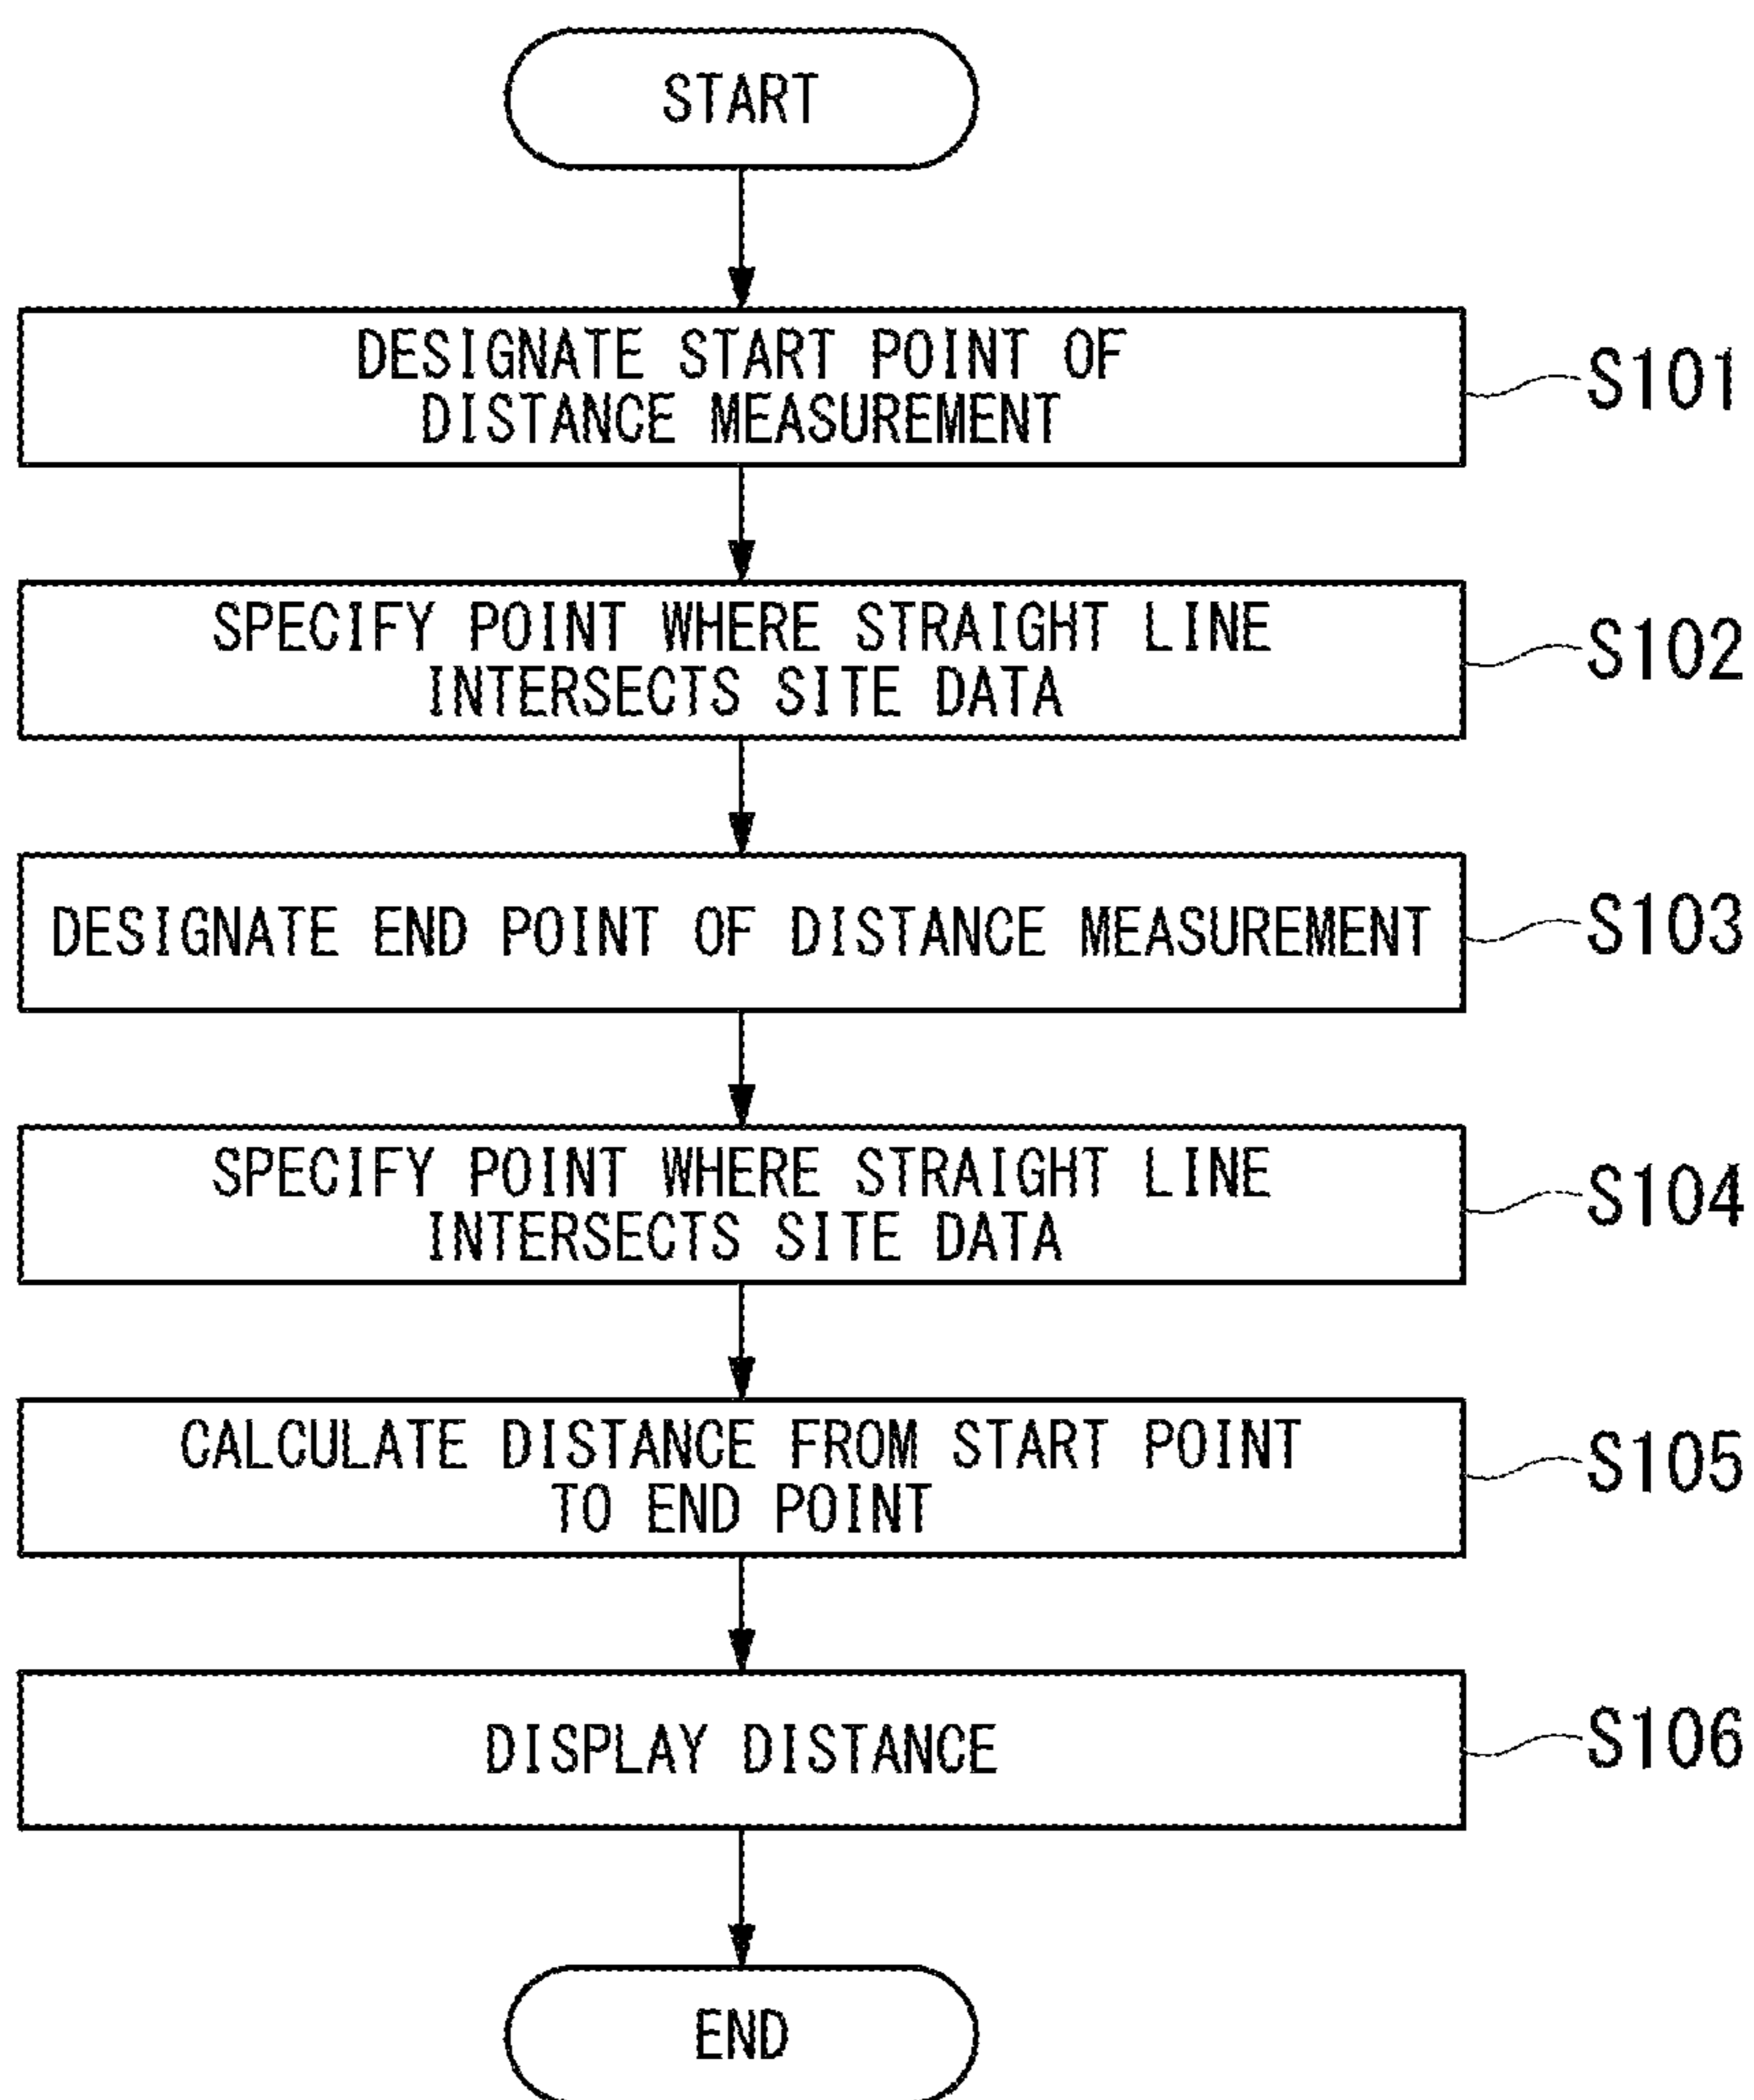 START
DESIGNATE START POINT OF
DISTANCE MEASUREMENT
S101
SPECIFY POINT WHERE STRAIGHT LINE
INTERSECTS SITE DATA
S102
DESIGNATE END POINT OF DISTANCE MEASUREMENT
S103
SPECIFY POINT WHERE STRAIGHT LINE
INTERSECTS SITE DATA
S104
CALCULATE DISTANCE FROM START POINT
TO END POINT
S105
DISPLAY DISTANCE
S106
END